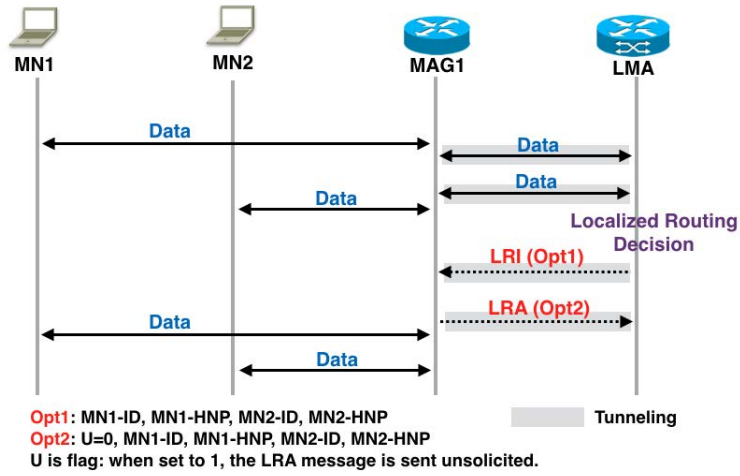 MN1
MN2
MAG1
LMA
Data
Data
Data
Data
Localized Routing
Decision
LRI (Opt1)
LRA (Opt2)
Data
Data
Opt1: MN1-ID, MN1-HNP, MN2-ID, MN2-HNP
Tunneling
Opt2: U=0, MN1-ID, MN1-HNP, MN2-ID, MN2-HNP
U is flag: when set to 1, the LRA message is sent unsolicited.